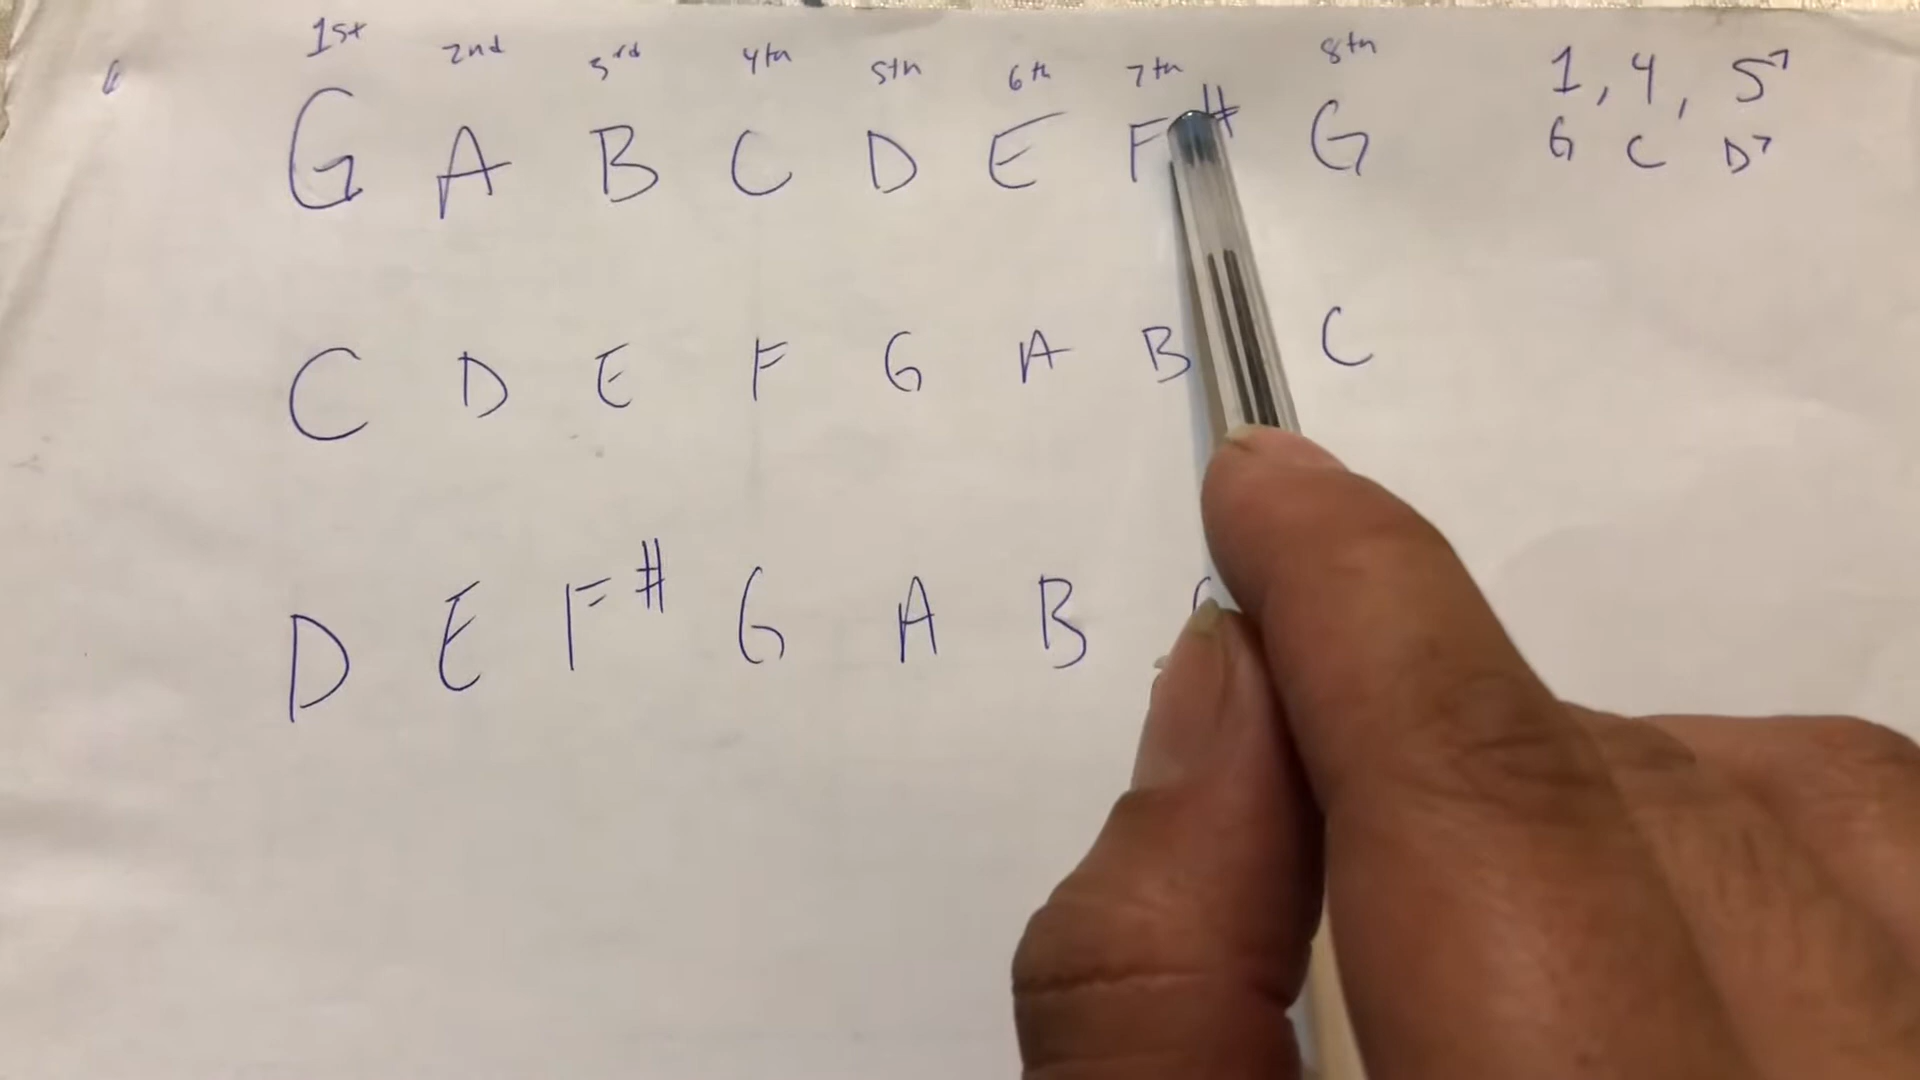 1st 2nd 3rd 4th 5th 6th 7th 8th 1, 4, 5⁷
G A B C D E F# G G C D⁷
C D E F G A B C
D E F# G A B